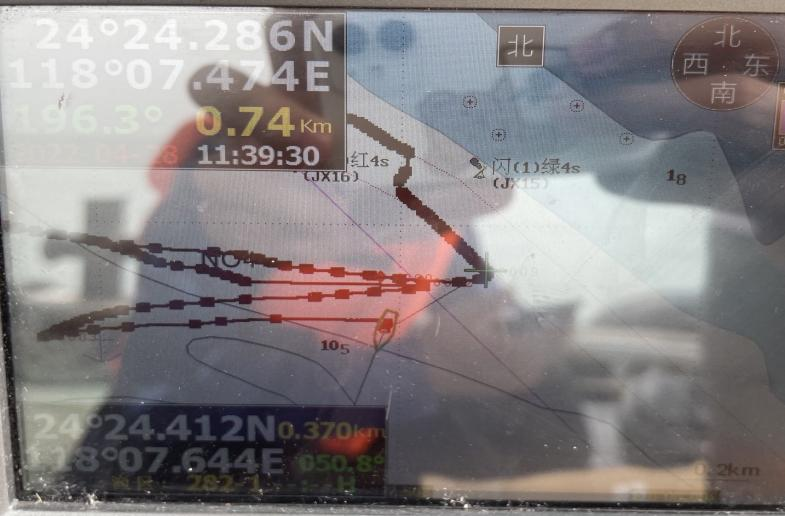 24°24.286N
118°07.474E
196.3° 0.74Km
11:39:30
北
北
西 东
南
红4s
(JX16)
闪(1)绿4s
(JX15)
18
105
24°24.412N 0.370km
118°07.644E 050.8°
0.2km